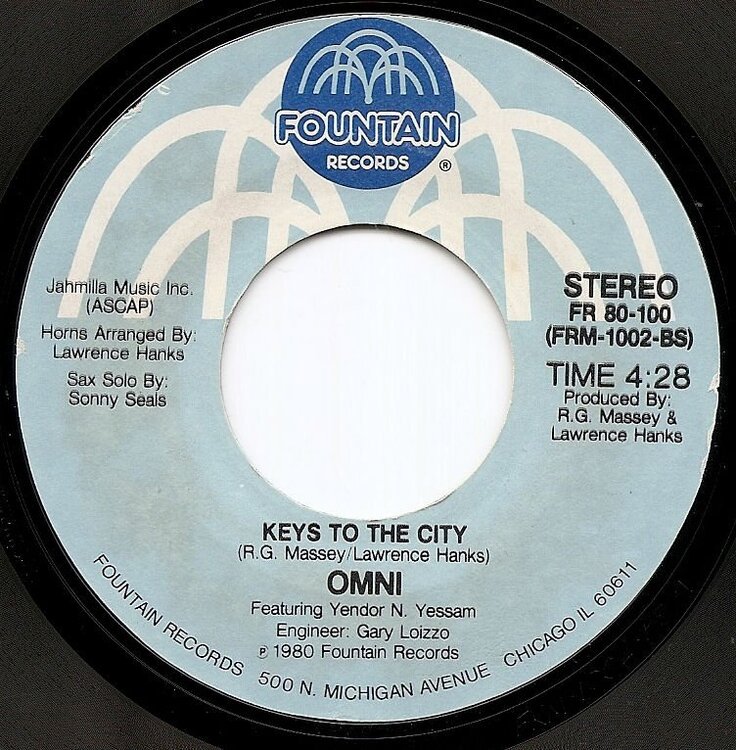 FOUNTAIN
RECORDS ®
Jahmilla Music Inc.
(ASCAP)
Horns Arranged By:
Lawrence Hanks
Sax Solo By:
Sonny Seals
STEREO
FR 80-100
(FRM-1002-BS)
TIME 4:28
Produced By:
R.G. Massey &
Lawrence Hanks
KEYS TO THE CITY
(R.G. Massey/Lawrence Hanks)
OMNI
Featuring Yendor N. Yessam
Engineer: Gary Loizzo
℗ 1980 Fountain Records
FOUNTAIN RECORDS 500 N. MICHIGAN AVENUE CHICAGO IL 60611